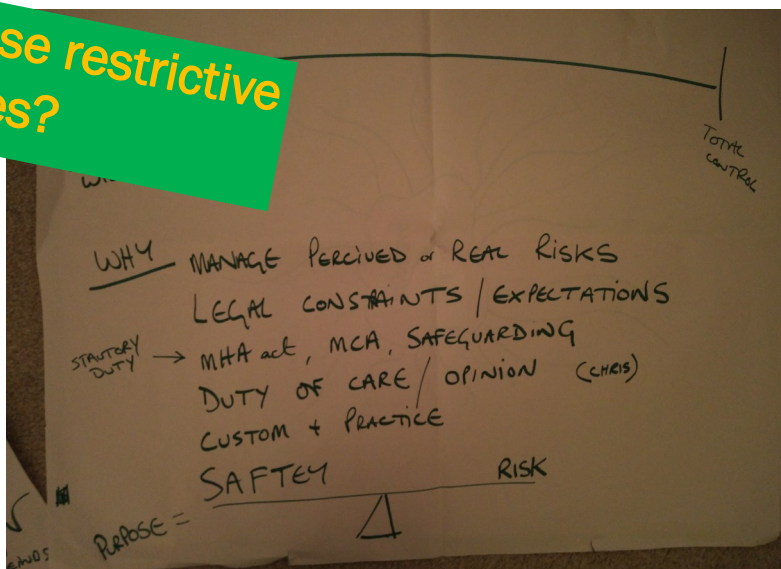 se restrictive
es?
TOTAL
CONTROL
WHY MANAGE PERCIVED or REAL RISKS
LEGAL CONSTRAINTS / EXPECTATIONS
STAUTORY
DUTY → MHA act, MCA, SAFEGUARDING
DUTY OF CARE / OPINION (CHRIS)
CUSTOM + PRACTICE
SAFTEY RISK
PURPOSE =